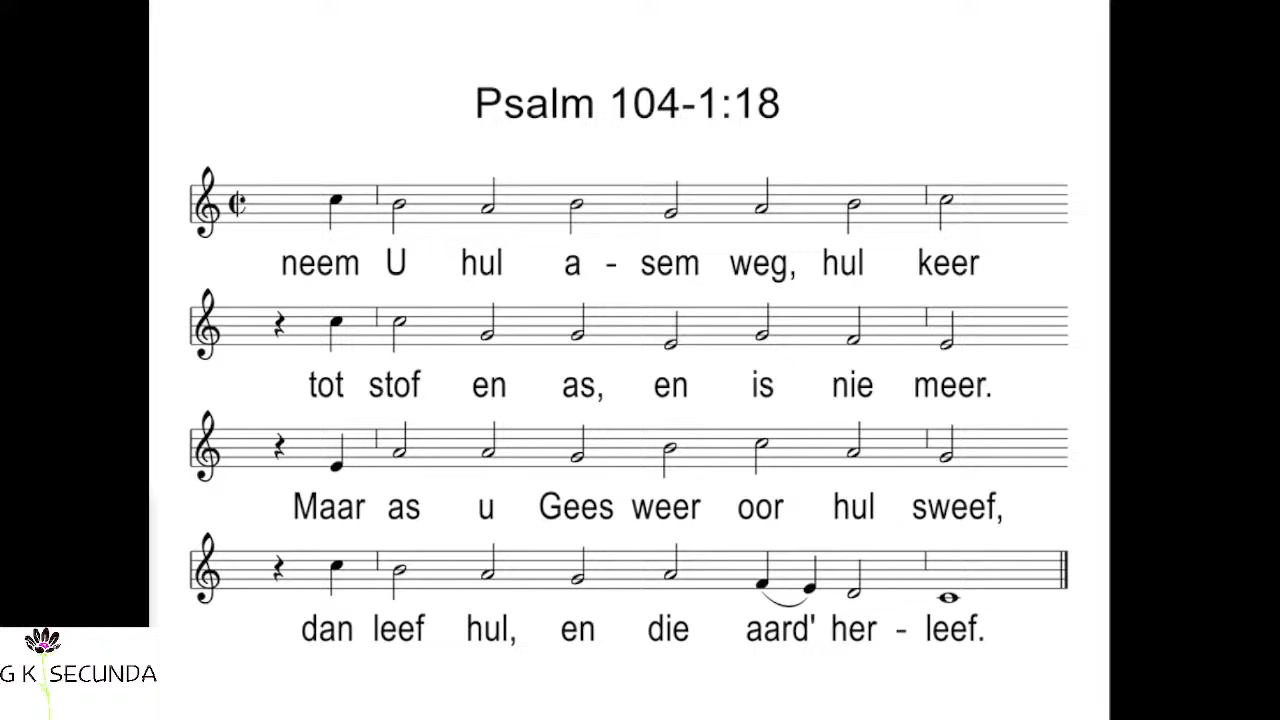 Psalm 104-1:18
neem U hul a - sem weg, hul keer
tot stof en as, en is nie meer.
Maar as u Gees weer oor hul sweef,
dan leef hul, en die aard' her - leef.
G K SECUNDA